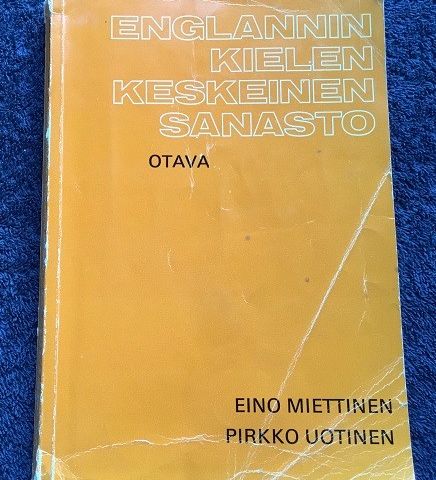 ENGLANNIN
KIELEN
KESKEINEN
SANASTO
OTAVA
EINO MIETTINEN
PIRKKO UOTINEN